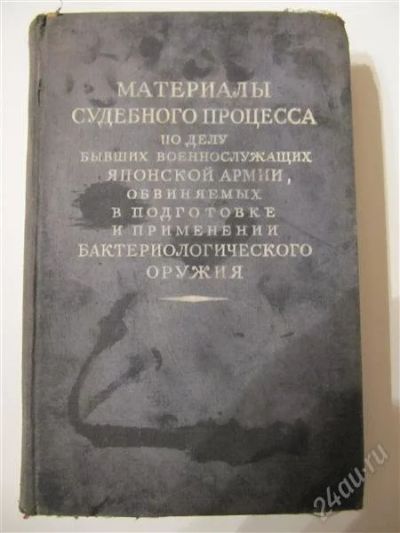 МАТЕРИАЛЫ
СУДЕБНОГО ПРОЦЕССА
ПО ДЕЛУ
БЫВШИХ ВОЕННОСЛУЖАЩИХ
ЯПОНСКОЙ АРМИИ,
ОБВИНЯЕМЫХ
В ПОДГОТОВКЕ
И ПРИМЕНЕНИИ
БАКТЕРИОЛОГИЧЕСКОГО
ОРУЖИЯ
24au.ru